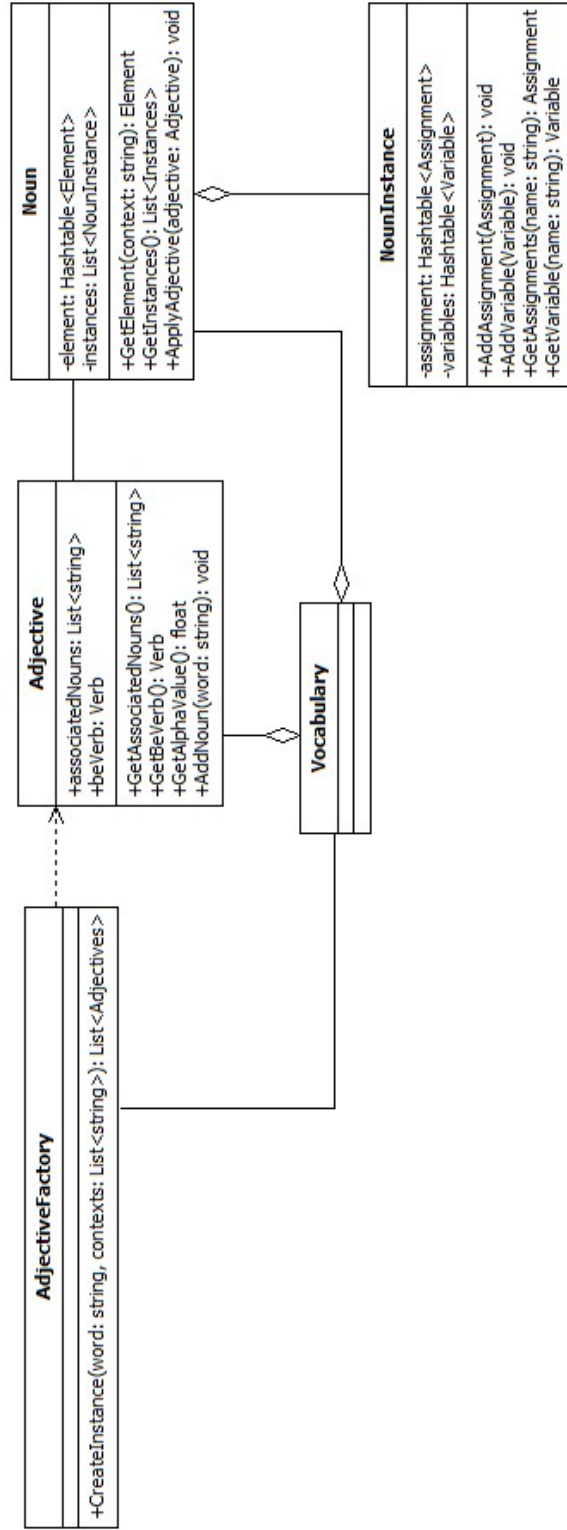 AdjectiveFactory
+CreateInstance(word: string, contexts: List<string>): List<Adjectives>
Adjective
+associatedNouns: List<string>
+beVerb: Verb
+GetAssociatedNouns(): List<string>
+GetBeVerb(): Verb
+GetAlphaValue(): float
+AddNoun(word: string): void
Noun
-element: Hashtable<Element>
-instances: List<NounInstance>
+GetElement(context: string): Element
+GetInstances(): List<Instances>
+ApplyAdjective(adjective: Adjective): void
Vocabulary
NounInstance
-assignment: Hashtable<Assignment>
-variables: Hashtable<Variable>
+AddAssignment(Assignment): void
+AddVariable(Variable): void
+GetAssignments(name: string): Assignment
+GetVariable(name: string): Variable